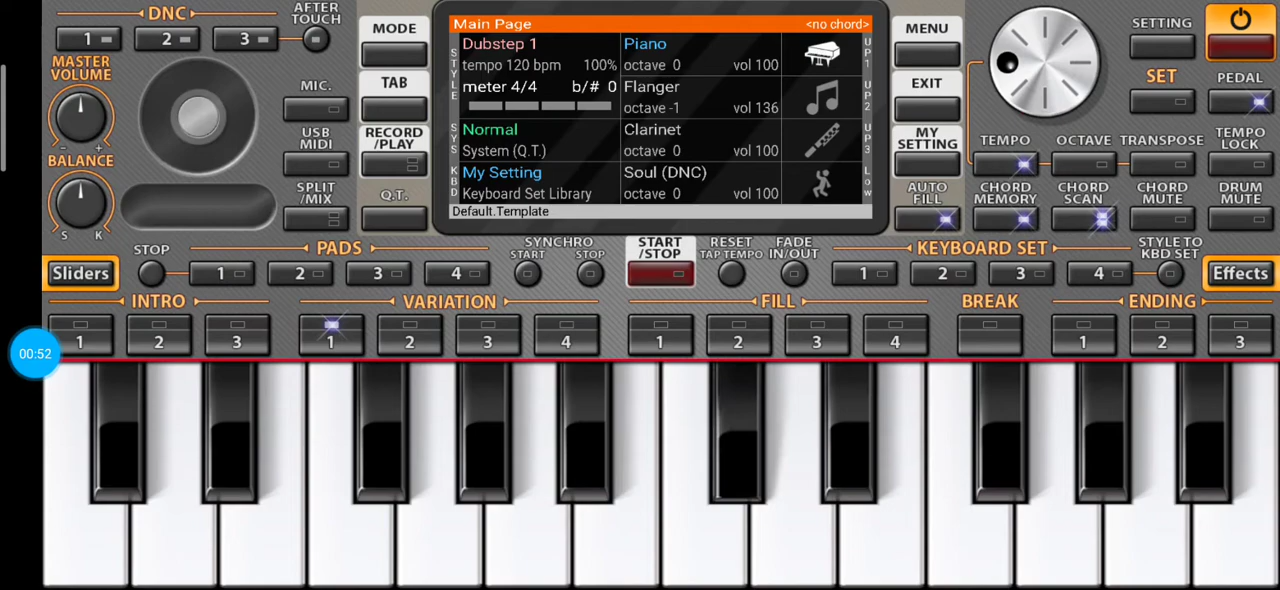 DNC
AFTER
TOUCH
1
2
3
MASTER
VOLUME
- +
BALANCE
S K
MIC.
USB
MIDI
SPLIT
/MIX
MODE
TAB
RECORD
/PLAY
Q.T.
Main Page <no chord>
STYLE
Dubstep 1
tempo 120 bpm 100%
meter 4/4 b/# 0
SYS
Normal
System (Q.T.)
KBD
My Setting
Keyboard Set Library
Piano
octave 0 vol 100
UP1
Flanger
octave -1 vol 136
UP2
Clarinet
octave 0 vol 100
UP3
Soul (DNC)
octave 0 vol 100
Low
Default.Template
MENU
EXIT
MY
SETTING
AUTO
FILL
SETTING
SET
PEDAL
TEMPO
OCTAVE
TRANSPOSE
TEMPO
LOCK
CHORD
MEMORY
CHORD
SCAN
CHORD
MUTE
DRUM
MUTE
Sliders
STOP
PADS
1
2
3
4
SYNCHRO
START
STOP
START
/STOP
RESET
TAP TEMPO
FADE
IN/OUT
KEYBOARD SET
1
2
3
4
STYLE TO
KBD SET
Effects
INTRO
1
2
3
VARIATION
1
2
3
4
FILL
1
2
3
4
BREAK
ENDING
1
2
3
00:52